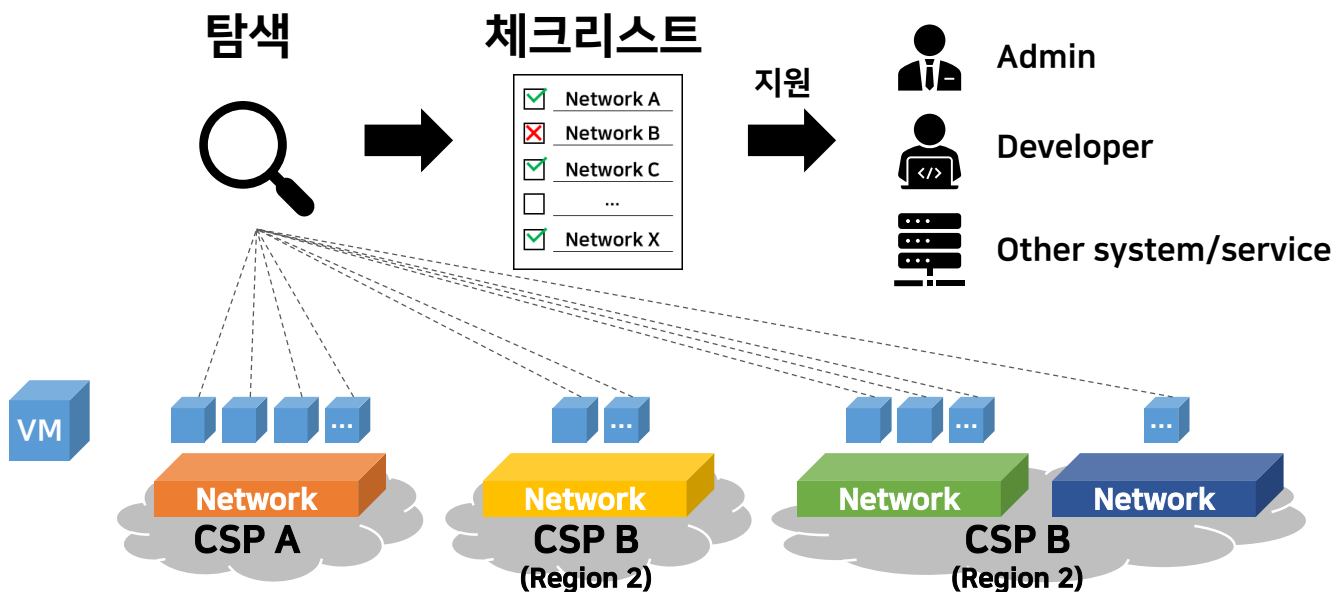 탐색
체크리스트
Network A
Network B
Network C
...
Network X
지원
Admin
Developer
</>
Other system/service
VM
...
...
...
...
Network
Network
Network
Network
CSP A
CSP B
(Region 2)
CSP B
(Region 2)